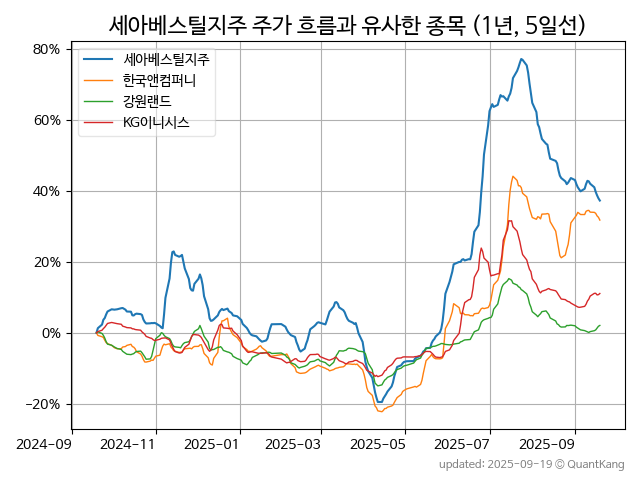 세아베스틸지주 주가 흐름과 유사한 종목 (1년, 5일선)
세아베스틸지주
한국앤컴퍼니
강원랜드
KG이니시스
80%
60%
40%
20%
0%
−20%
2024-09 2024-11 2025-01 2025-03 2025-05 2025-07 2025-09
updated: 2025-09-19 © QuantKang